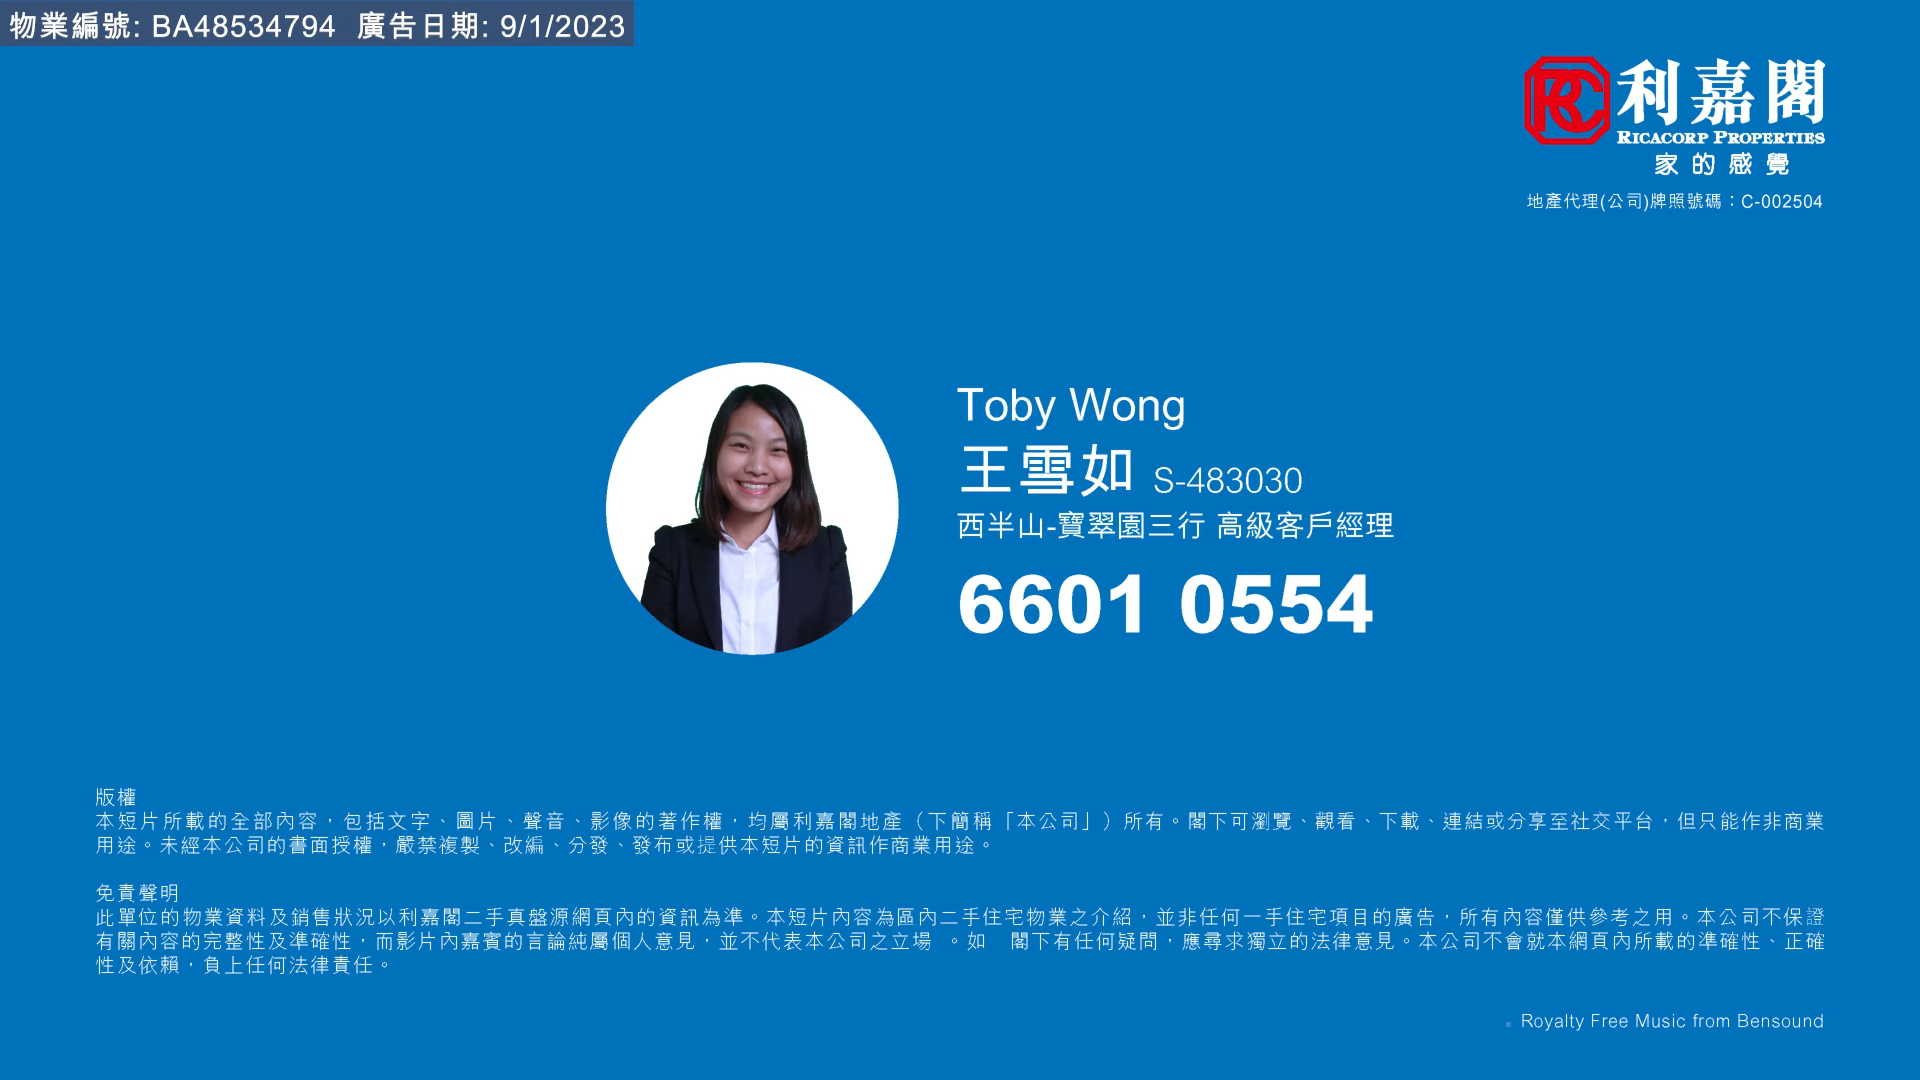 物業編號: BA48534794 廣告日期: 9/1/2023
RC 利嘉閣
RICACORP PROPERTIES
家的感覺
地產代理(公司)牌照號碼：C-002504
Toby Wong
王雪如 S-483030
西半山-寶翠園三行 高級客戶經理
6601 0554
版權
本短片所載的全部內容，包括文字、圖片、聲音、影像的著作權，均屬利嘉閣地產（下簡稱「本公司」）所有。閣下可瀏覽、觀看、下載、連結或分享至社交平台，但只能作非商業
用途。未經本公司的書面授權，嚴禁複製、改編、分發、發布或提供本短片的資訊作商業用途。
免責聲明
此單位的物業資料及銷售狀況以利嘉閣二手真盤源網頁內的資訊為準。本短片內容為區內二手住宅物業之介紹，並非任何一手住宅項目的廣告，所有內容僅供參考之用。本公司不保證
有關內容的完整性及準確性，而影片內嘉賓的言論純屬個人意見，並不代表本公司之立場 。如 閣下有任何疑問，應尋求獨立的法律意見。本公司不會就本網頁內所載的準確性、正確
性及依賴，負上任何法律責任。
Royalty Free Music from Bensound